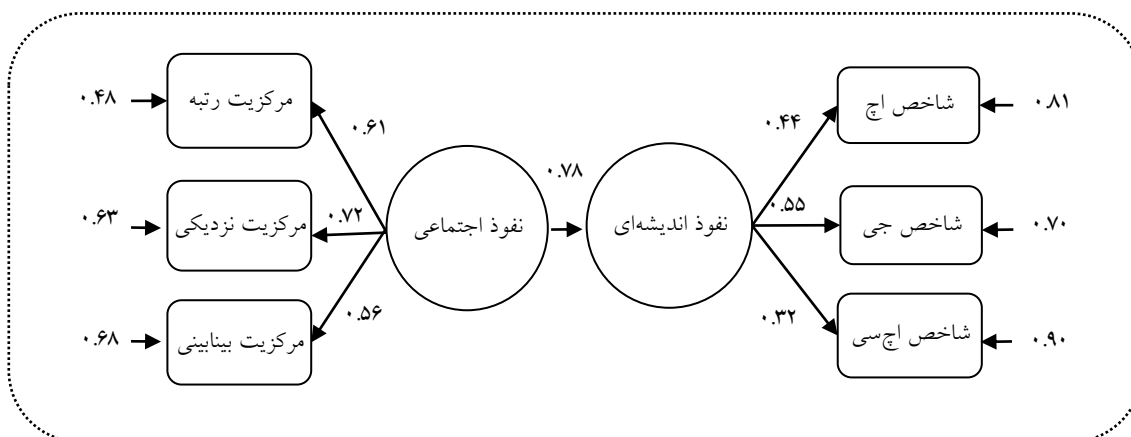 ۰.۴۸
مرکزیت رتبه
۰.۶۱
۰.۶۳
مرکزیت نزدیکی
۰.۷۲
۰.۶۸
مرکزیت بینابینی
۰.۵۶
نفوذ اجتماعی
۰.۷۸
نفوذ اندیشه‌ای
۰.۴۴
شاخص اچ
۰.۸۱
۰.۵۵
شاخص جی
۰.۷۰
۰.۳۲
شاخص اچ‌سی
۰.۹۰